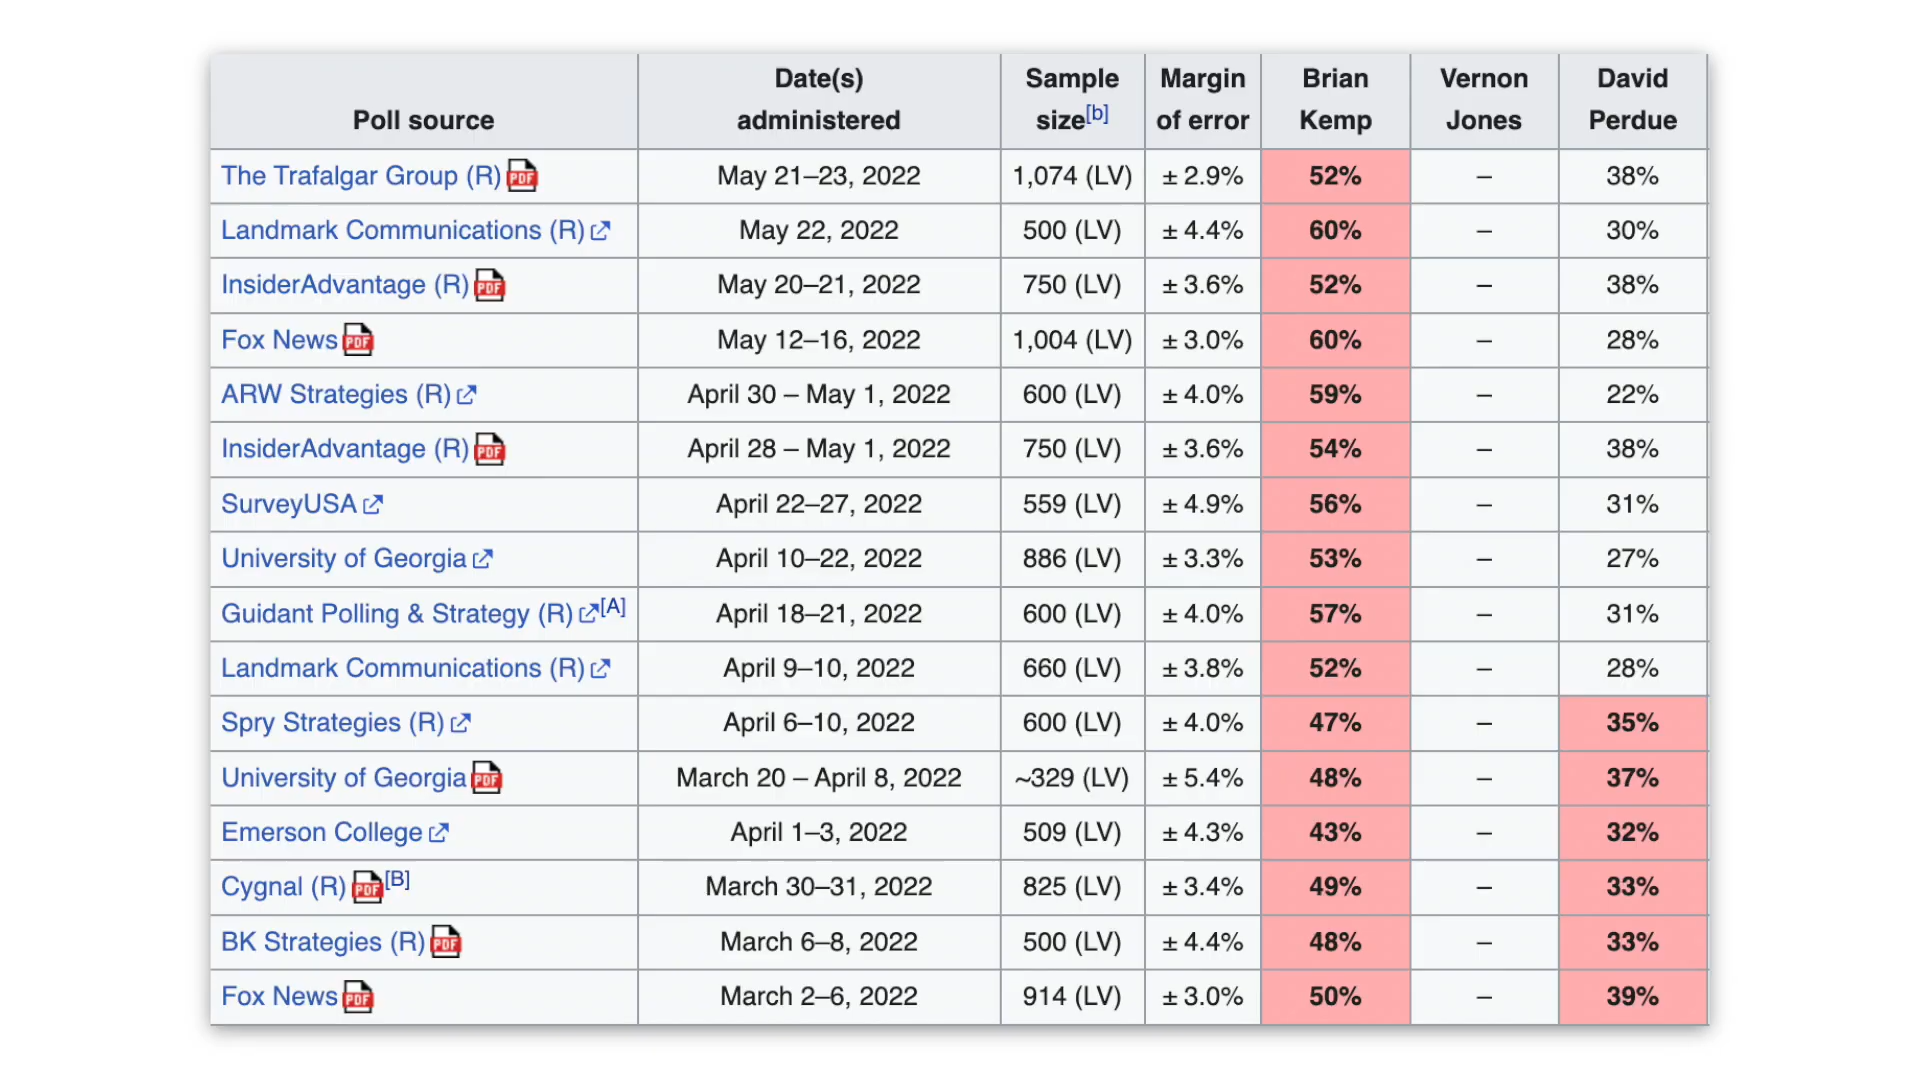 Poll source Date(s) administered Sample size[b] Margin of error Brian Kemp Vernon Jones David Perdue
The Trafalgar Group (R) PDF May 21–23, 2022 1,074 (LV) ± 2.9% 52% – 38%
Landmark Communications (R) May 22, 2022 500 (LV) ± 4.4% 60% – 30%
InsiderAdvantage (R) PDF May 20–21, 2022 750 (LV) ± 3.6% 52% – 38%
Fox News PDF May 12–16, 2022 1,004 (LV) ± 3.0% 60% – 28%
ARW Strategies (R) April 30 – May 1, 2022 600 (LV) ± 4.0% 59% – 22%
InsiderAdvantage (R) PDF April 28 – May 1, 2022 750 (LV) ± 3.6% 54% – 38%
SurveyUSA April 22–27, 2022 559 (LV) ± 4.9% 56% – 31%
University of Georgia April 10–22, 2022 886 (LV) ± 3.3% 53% – 27%
Guidant Polling & Strategy (R) [A] April 18–21, 2022 600 (LV) ± 4.0% 57% – 31%
Landmark Communications (R) April 9–10, 2022 660 (LV) ± 3.8% 52% – 28%
Spry Strategies (R) April 6–10, 2022 600 (LV) ± 4.0% 47% – 35%
University of Georgia PDF March 20 – April 8, 2022 ~329 (LV) ± 5.4% 48% – 37%
Emerson College April 1–3, 2022 509 (LV) ± 4.3% 43% – 32%
Cygnal (R) PDF [B] March 30–31, 2022 825 (LV) ± 3.4% 49% – 33%
BK Strategies (R) PDF March 6–8, 2022 500 (LV) ± 4.4% 48% – 33%
Fox News PDF March 2–6, 2022 914 (LV) ± 3.0% 50% – 39%